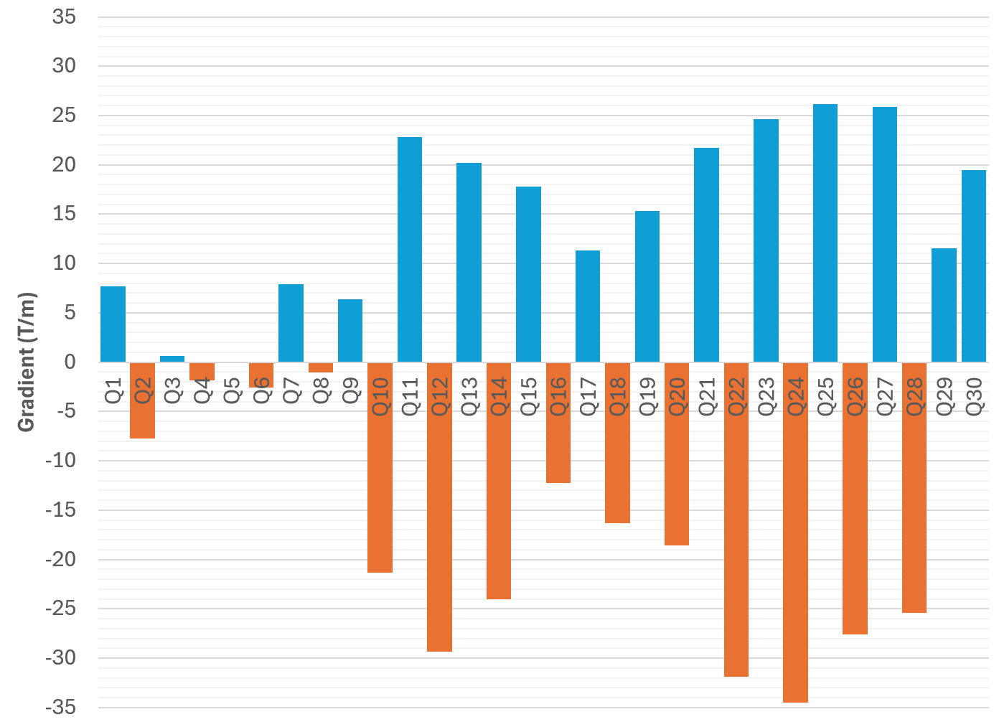 35
30
25
20
15
10
5
0
-5
-10
-15
-20
-25
-30
-35
Gradient (T/m)
Q1
Q2
Q3
Q4
Q5
Q6
Q7
Q8
Q9
Q10
Q11
Q12
Q13
Q14
Q15
Q16
Q17
Q18
Q19
Q20
Q21
Q22
Q23
Q24
Q25
Q26
Q27
Q28
Q29
Q30